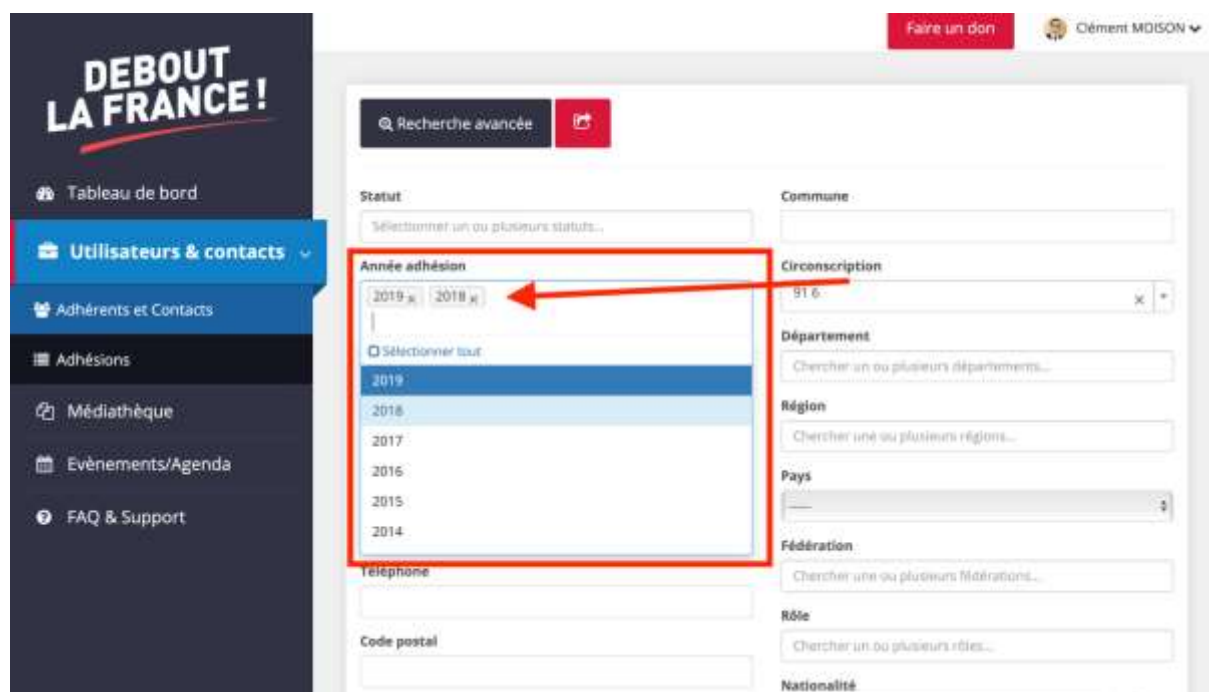 Faire un don
Clément MOISON
DEBOUT
LA FRANCE !
Recherche avancée
Tableau de bord
Utilisateurs & contacts
Adhérents et Contacts
Adhésions
Médiathèque
Evènements/Agenda
FAQ & Support
Statut
Sélectionner un ou plusieurs statuts...
Année adhésion
2019 x 2018 x
Sélectionner tout
2019
2018
2017
2016
2015
2014
Téléphone
Code postal
Commune
Circonscription
91 6
Département
Chercher un ou plusieurs départements...
Région
Chercher une ou plusieurs régions...
Pays
-----
Fédération
Chercher une ou plusieurs fédérations...
Rôle
Chercher un ou plusieurs rôles...
Nationalité